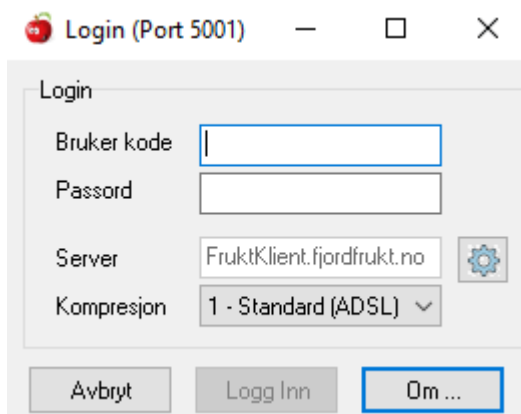 Login (Port 5001)
Login
Bruker kode
Passord
Server FruktKlient.fjordfrukt.no
Kompresjon 1 - Standard (ADSL)
Avbryt Logg Inn Om ...